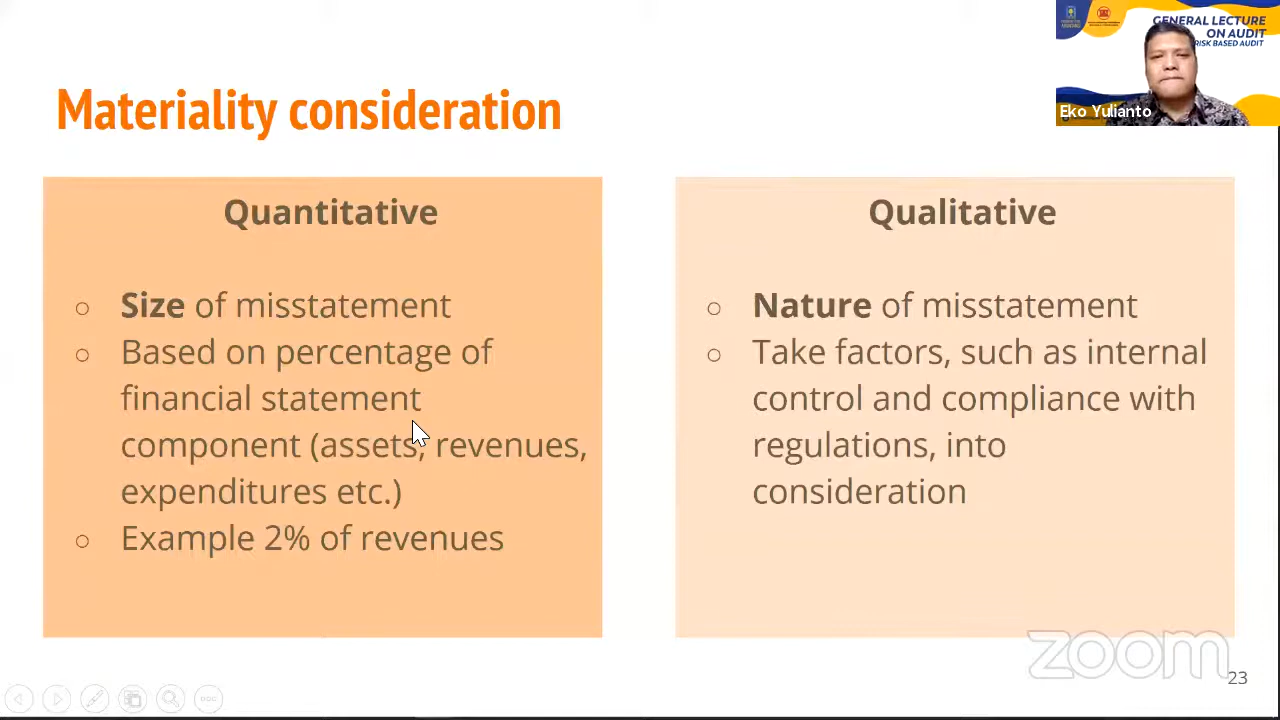 GENERAL LECTURE
ON AUDIT
RISK BASED AUDIT
Eko Yulianto
Materiality consideration
Quantitative
○ Size of misstatement
○ Based on percentage of
financial statement
component (assets, revenues,
expenditures etc.)
○ Example 2% of revenues
Qualitative
○ Nature of misstatement
○ Take factors, such as internal
control and compliance with
regulations, into
consideration
zoom
23